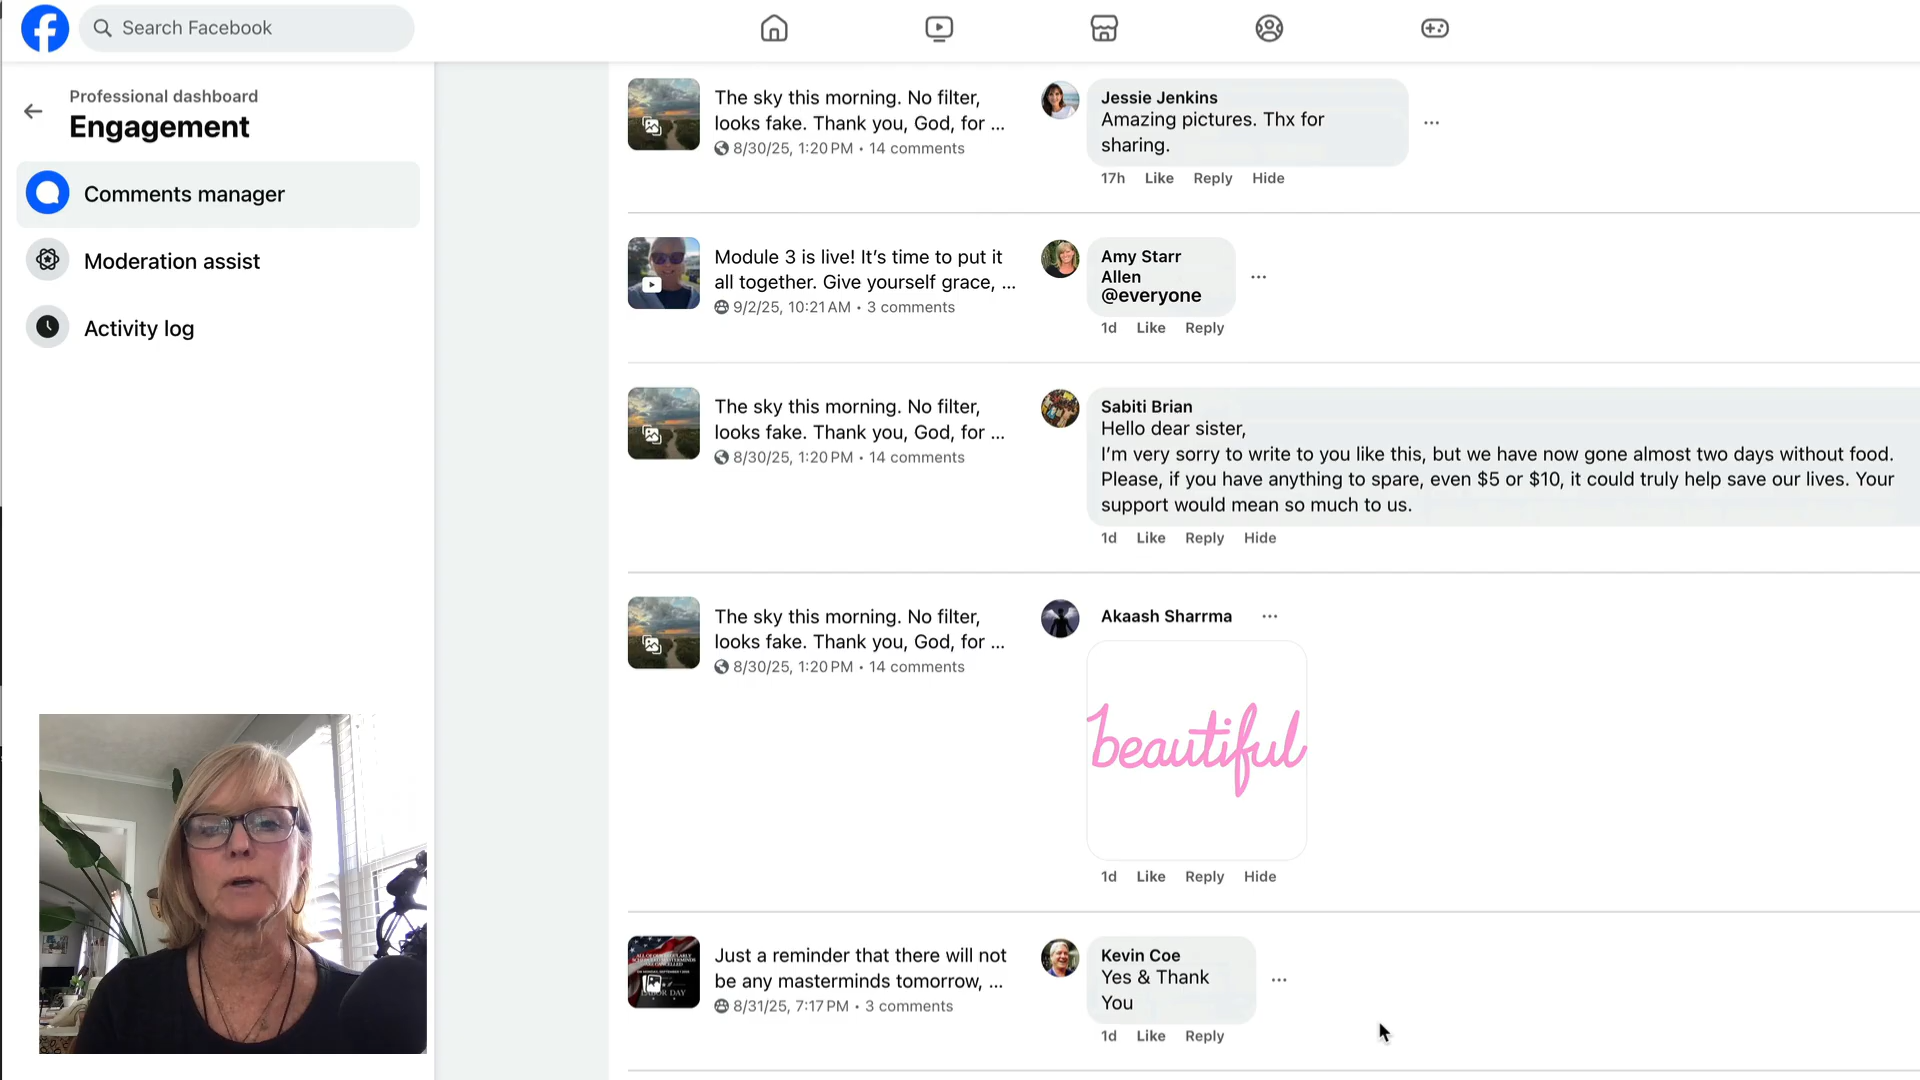 Search Facebook
Professional dashboard
Engagement
Comments manager
Moderation assist
Activity log
The sky this morning. No filter,
looks fake. Thank you, God, for ...
8/30/25, 1:20 PM • 14 comments
Jessie Jenkins
Amazing pictures. Thx for
sharing.
17h Like Reply Hide
Module 3 is live! It's time to put it
all together. Give yourself grace, ...
9/2/25, 10:21 AM • 3 comments
Amy Starr
Allen
@everyone
1d Like Reply
The sky this morning. No filter,
looks fake. Thank you, God, for ...
8/30/25, 1:20 PM • 14 comments
Sabiti Brian
Hello dear sister,
I'm very sorry to write to you like this, but we have now gone almost two days without food.
Please, if you have anything to spare, even $5 or $10, it could truly help save our lives. Your
support would mean so much to us.
1d Like Reply Hide
The sky this morning. No filter,
looks fake. Thank you, God, for ...
8/30/25, 1:20 PM • 14 comments
Akaash Sharrma
beautiful
1d Like Reply Hide
Just a reminder that there will not
be any masterminds tomorrow, ...
8/31/25, 7:17 PM • 3 comments
LABOR DAY
Kevin Coe
Yes & Thank
You
1d Like Reply